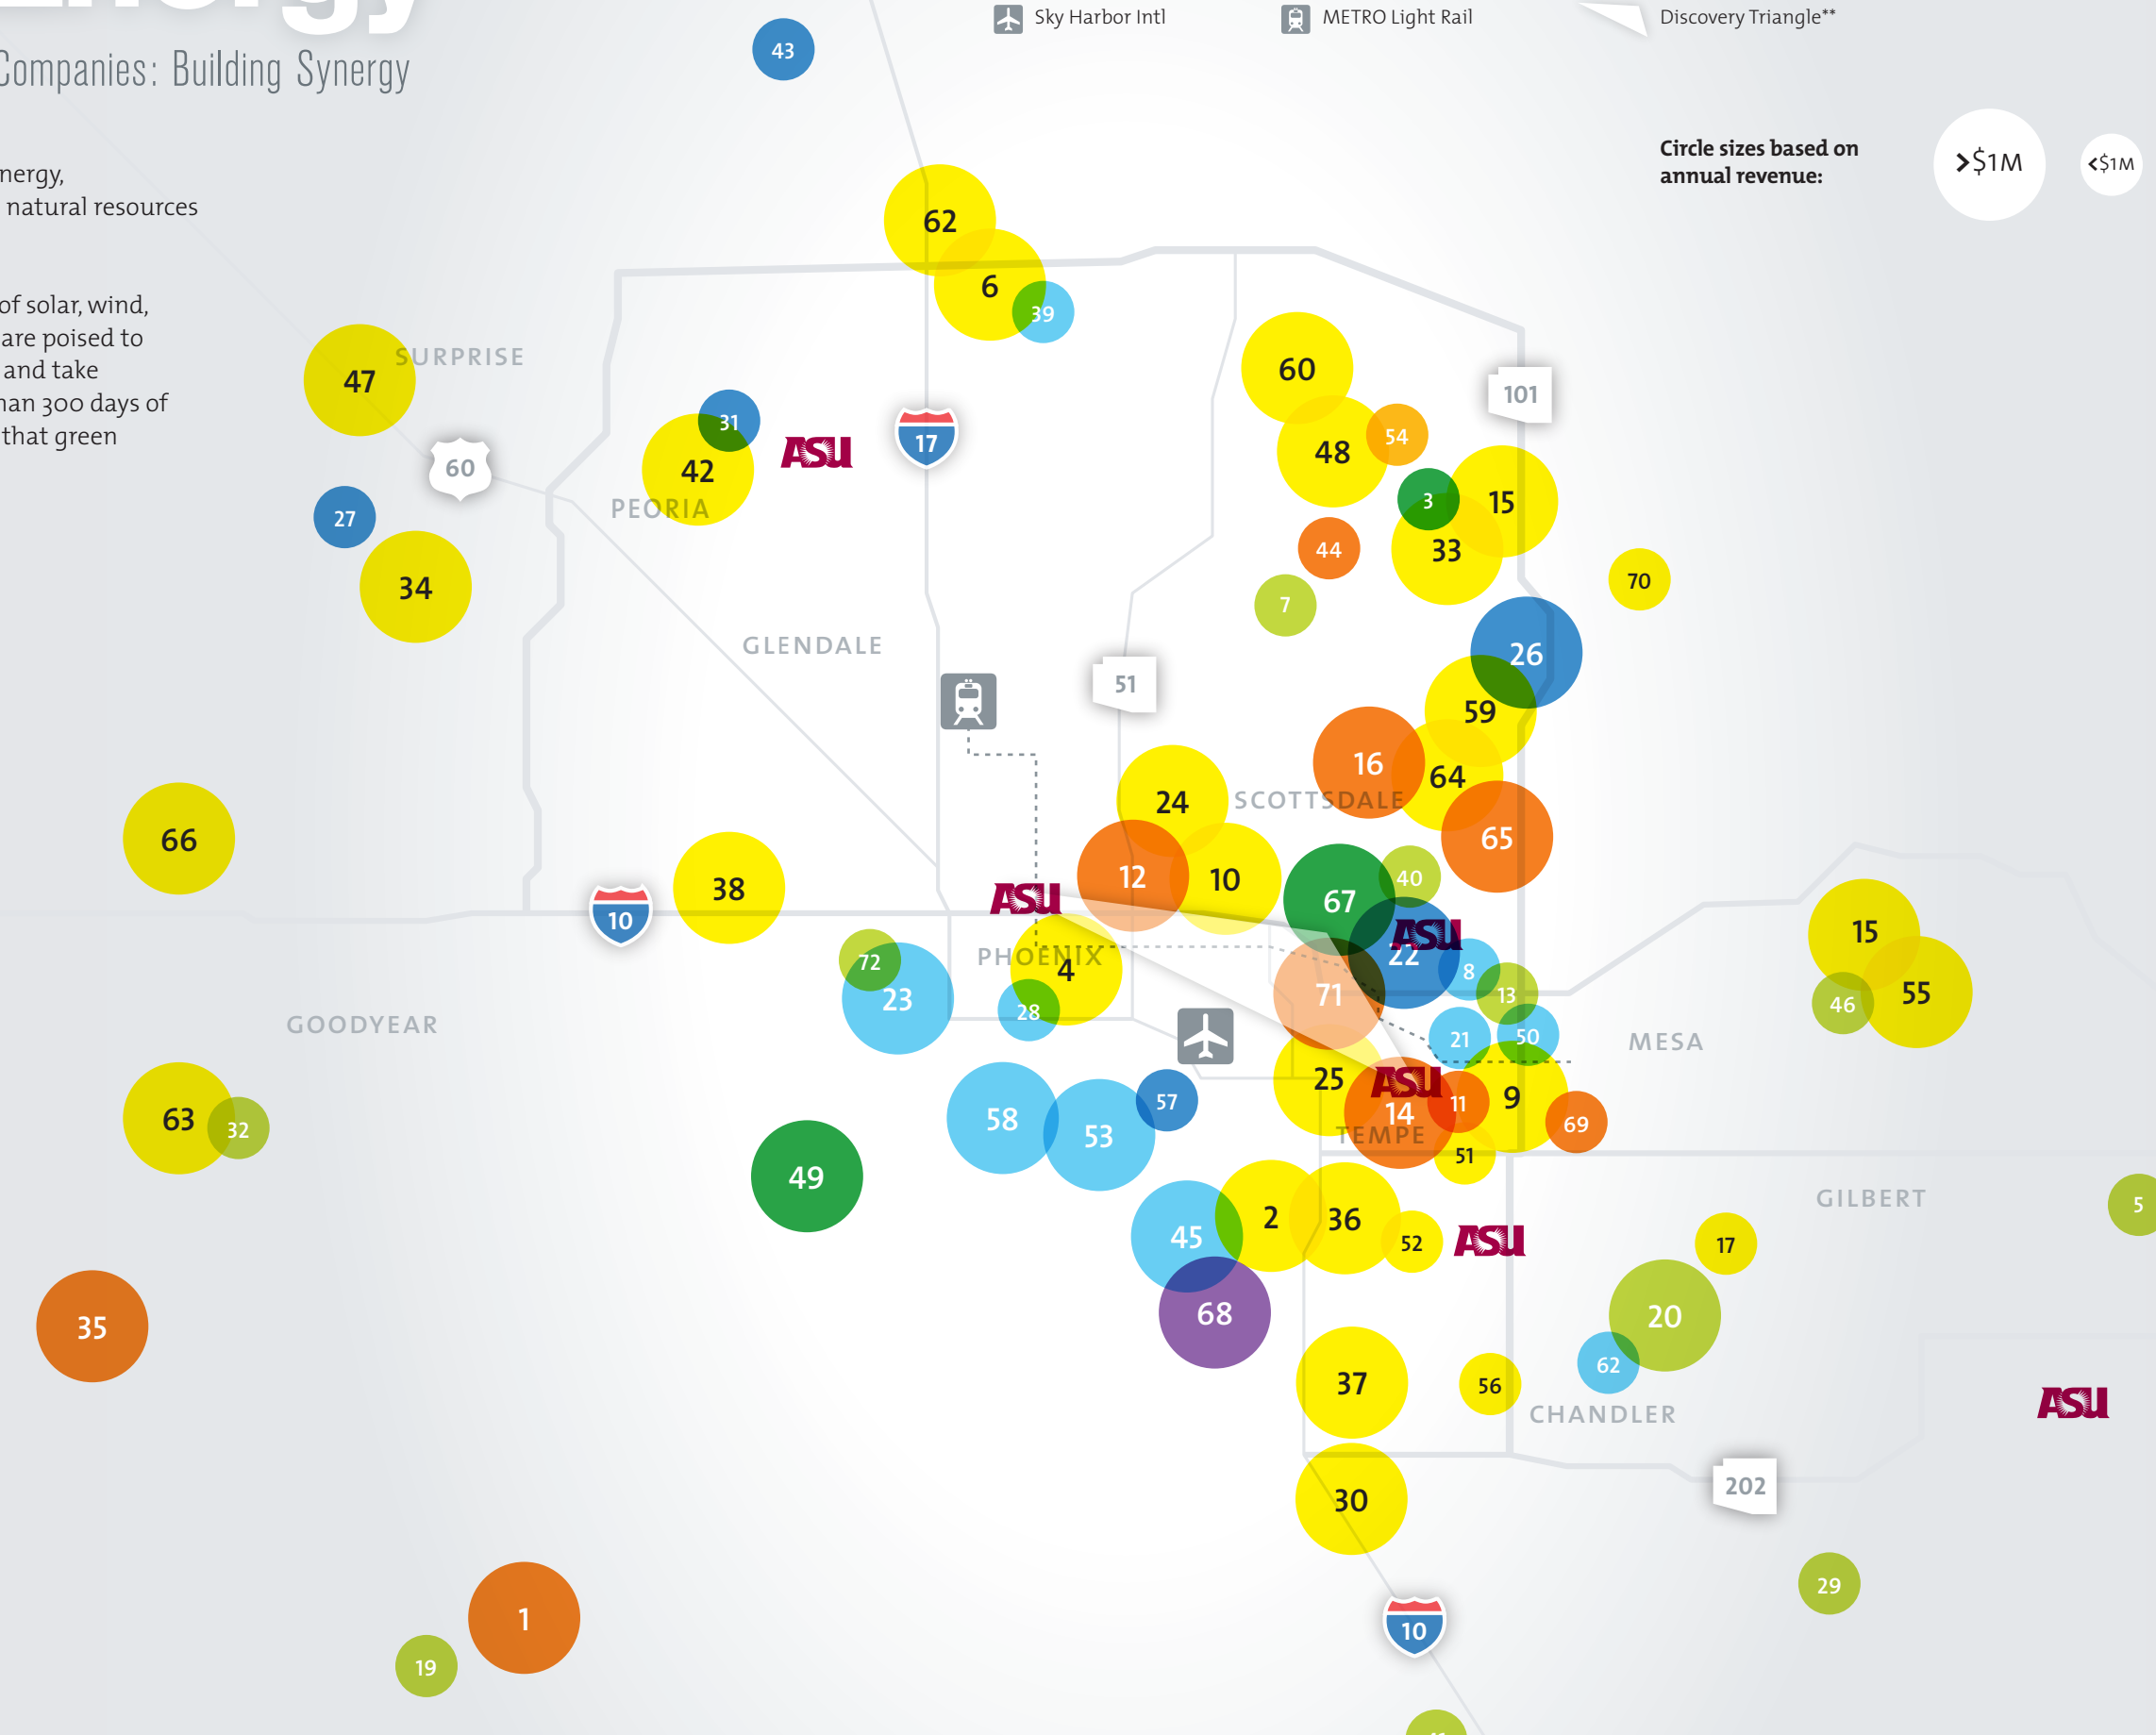 Energy
Companies: Building Synergy
Sky Harbor Intl
METRO Light Rail
Discovery Triangle**
Circle sizes based on
annual revenue:
>$1M
<$1M
nergy,
natural resources
of solar, wind,
are poised to
and take
han 300 days of
that green
43
62
6
39
SURPRISE
47
60
48
54
101
31
42
ASU
17
60
PEORIA
3
15
33
27
34
44
70
7
GLENDALE
26
51
59
16
64
24
SCOTTSDALE
65
66
38
12
10
67
40
10
ASU
ASU
15
PHOENIX
4
22
8
72
23
28
71
13
46
55
GOODYEAR
21
50
MESA
25
ASU
63
32
58
53
57
14
11
9
69
TEMPE
51
49
GILBERT
5
45
2
36
52
ASU
17
35
68
20
62
37
56
CHANDLER
ASU
30
202
29
1
10
19